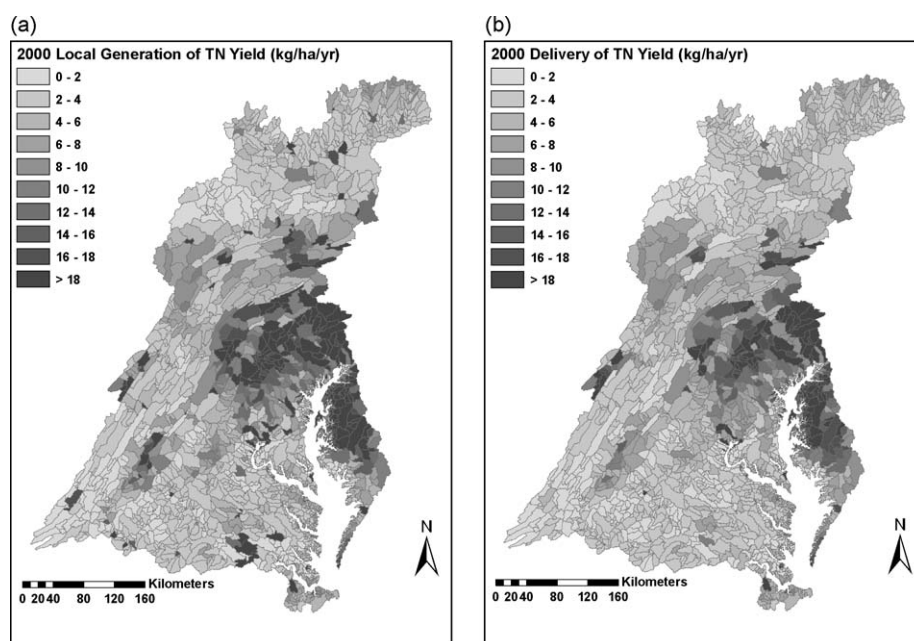 (a)
2000 Local Generation of TN Yield (kg/ha/yr)
0 - 2
2 - 4
4 - 6
6 - 8
8 - 10
10 - 12
12 - 14
14 - 16
16 - 18
> 18
N
Kilometers
0 20 40 80 120 160
(b)
2000 Delivery of TN Yield (kg/ha/yr)
0 - 2
2 - 4
4 - 6
6 - 8
8 - 10
10 - 12
12 - 14
14 - 16
16 - 18
> 18
N
Kilometers
0 20 40 80 120 160